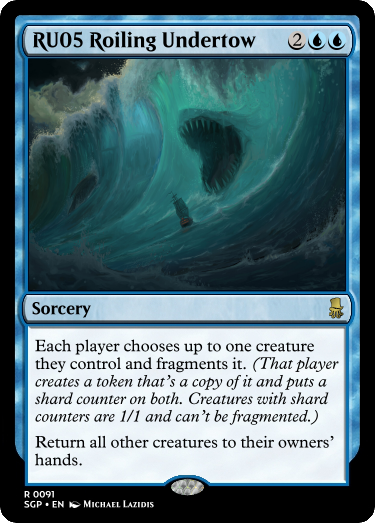 RU05 Roiling Undertow 2
Sorcery
Each player chooses up to one creature
they control and fragments it. (That player
creates a token that's a copy of it and puts a
shard counter on both. Creatures with shard
counters are 1/1 and can't be fragmented.)
Return all other creatures to their owners'
hands.
R 0091
SGP • EN Michael Lazidis